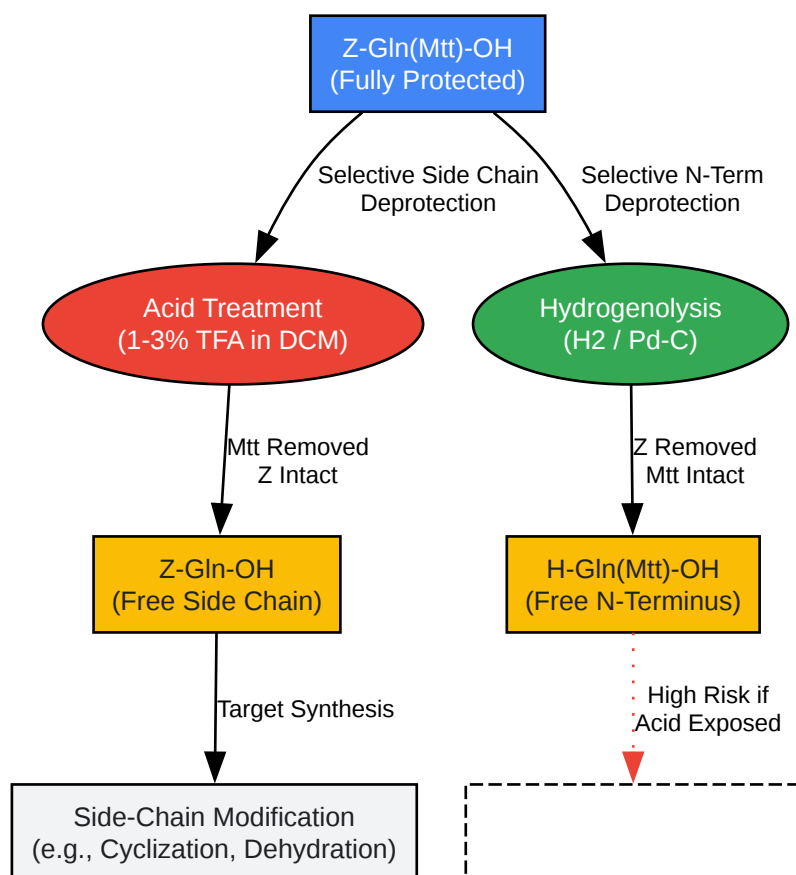 Z-Gln(Mtt)-OH
(Fully Protected)
Selective Side Chain
Deprotection
Selective N-Term
Deprotection
Acid Treatment
(1-3% TFA in DCM)
Hydrogenolysis
(H2 / Pd-C)
Mtt Removed
Z Intact
Z Removed
Mtt Intact
Z-Gln-OH
(Free Side Chain)
H-Gln(Mtt)-OH
(Free N-Terminus)
Target Synthesis
High Risk if
Acid Exposed
Side-Chain Modification
(e.g., Cyclization, Dehydration)